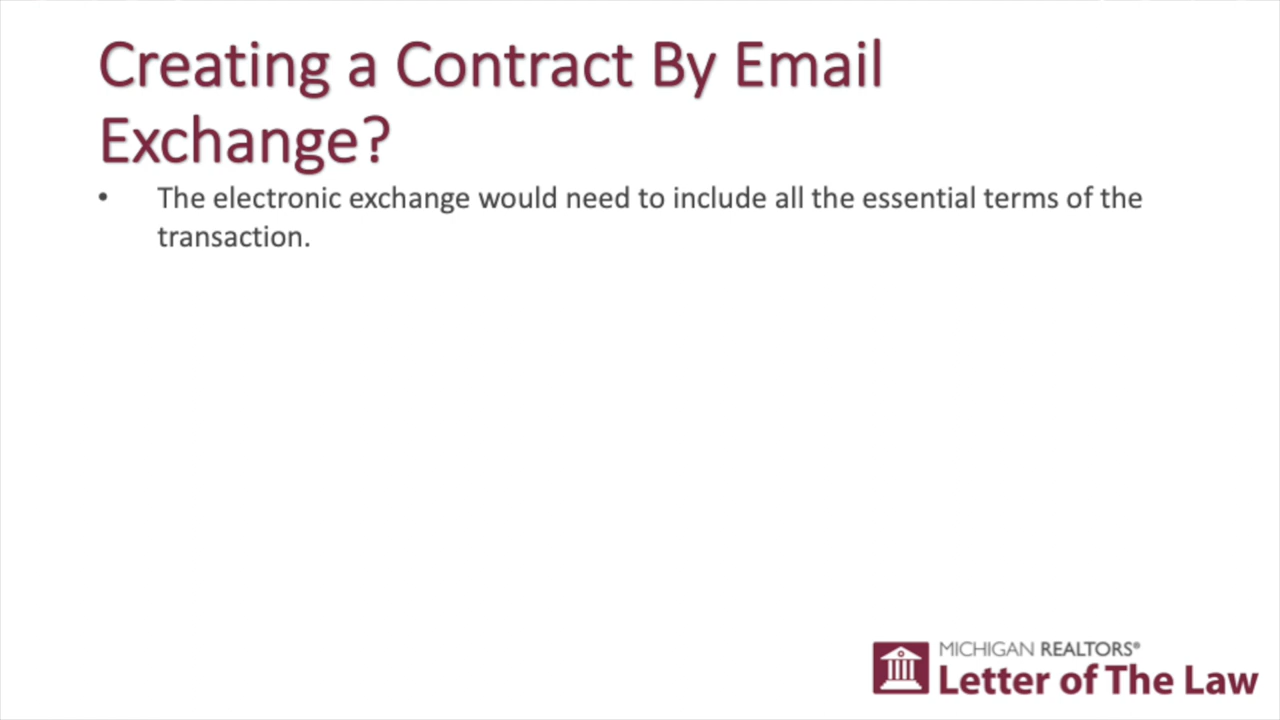 Creating a Contract By Email
Exchange?
• The electronic exchange would need to include all the essential terms of the
transaction.
MICHIGAN REALTORS®
Letter of The Law